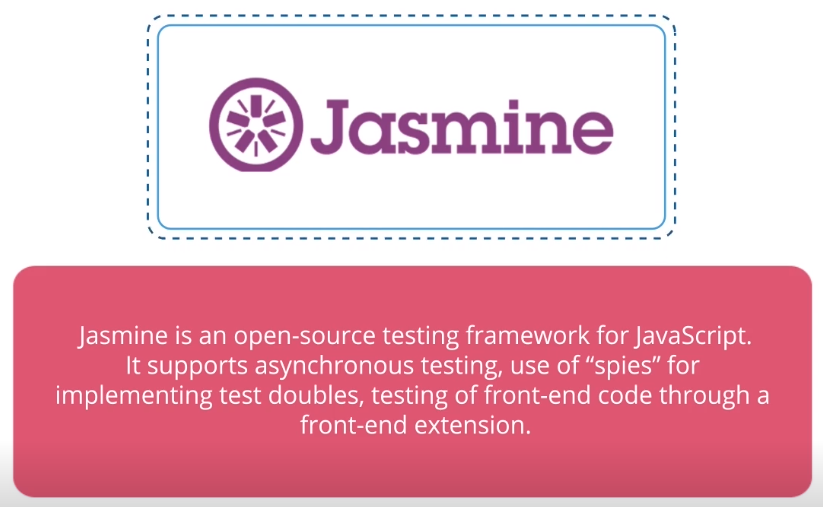 Jasmine
Jasmine is an open-source testing framework for JavaScript.
It supports asynchronous testing, use of “spies” for
implementing test doubles, testing of front-end code through a
front-end extension.